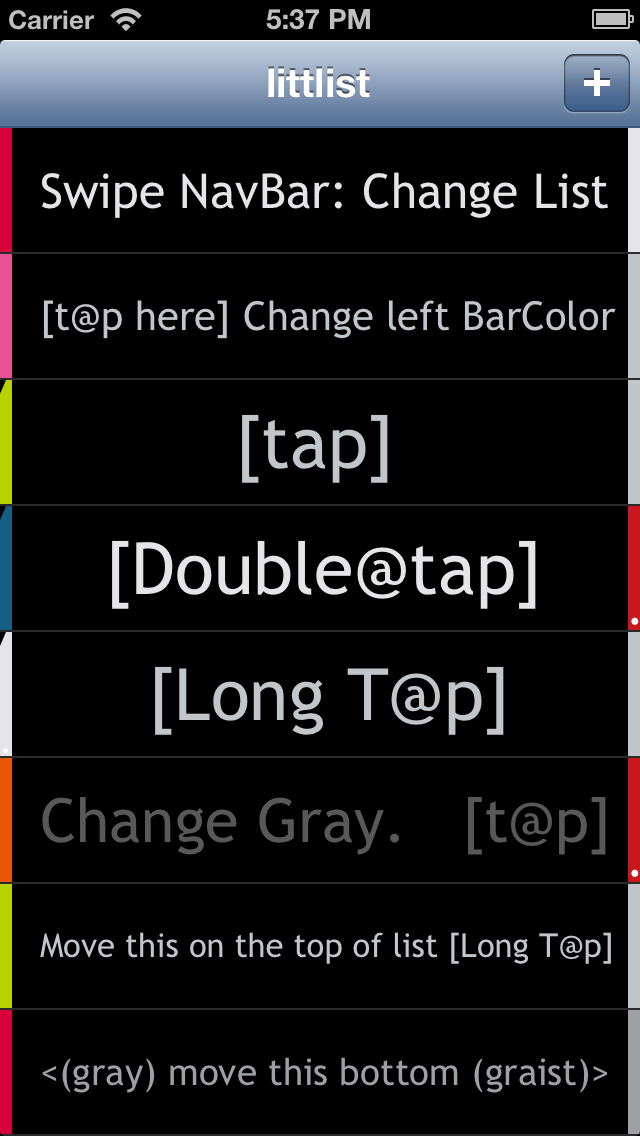 Carrier 5:37 PM
littlist +
Swipe NavBar: Change List
[t@p here] Change left BarColor
[tap]
[Double@tap]
[Long T@p]
Change Gray. [t@p]
Move this on the top of list [Long T@p]
<(gray) move this bottom (graist)>